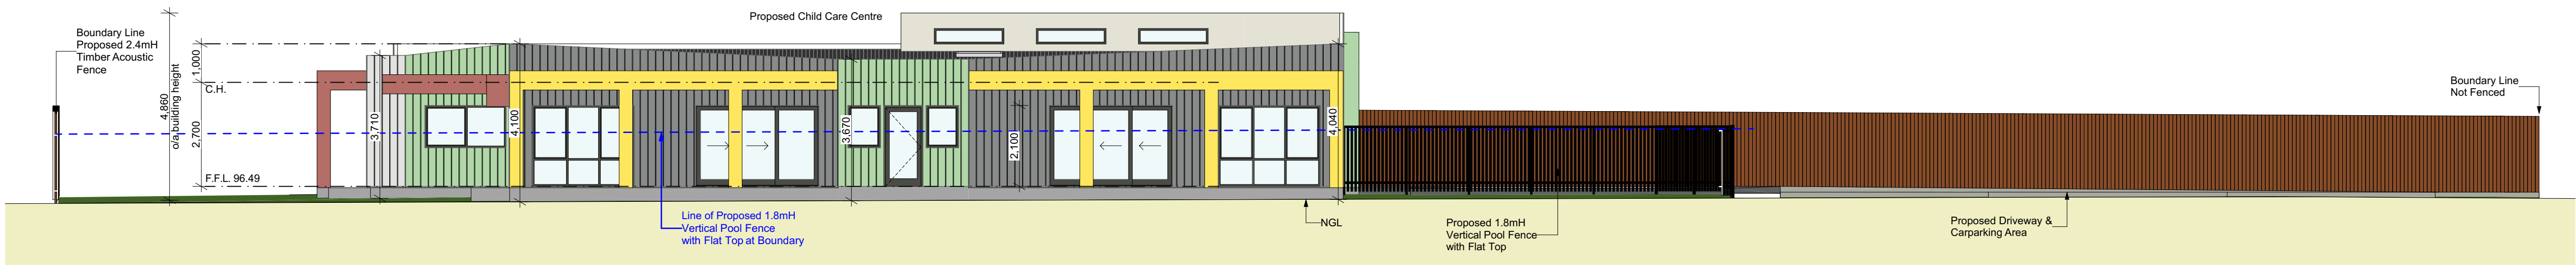 Proposed Child Care Centre
Boundary Line
Proposed 2.4mH
Timber Acoustic
Fence
4,860
o/a building height
1,000
C.H.
2,700
F.F.L. 96.49
3,710
4,100
3,670
2,100
4,040
Boundary Line
Not Fenced
Line of Proposed 1.8mH
Vertical Pool Fence
with Flat Top at Boundary
NGL
Proposed 1.8mH
Vertical Pool Fence
with Flat Top
Proposed Driveway &
Carparking Area